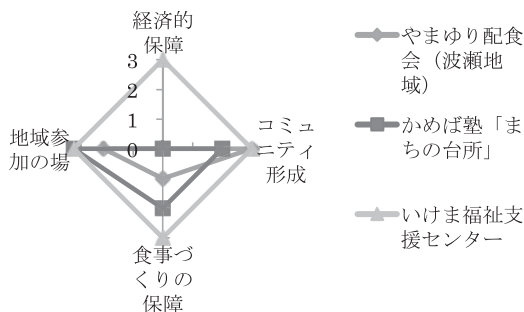 経済的
保障
3
2
1
0
コミュ
ニティ
形成
食事づ
くりの
保障
地域参
加の場
やまゆり配食
会（波瀬地
域）
かめば塾「ま
ちの台所」
いけま福祉支
援センター